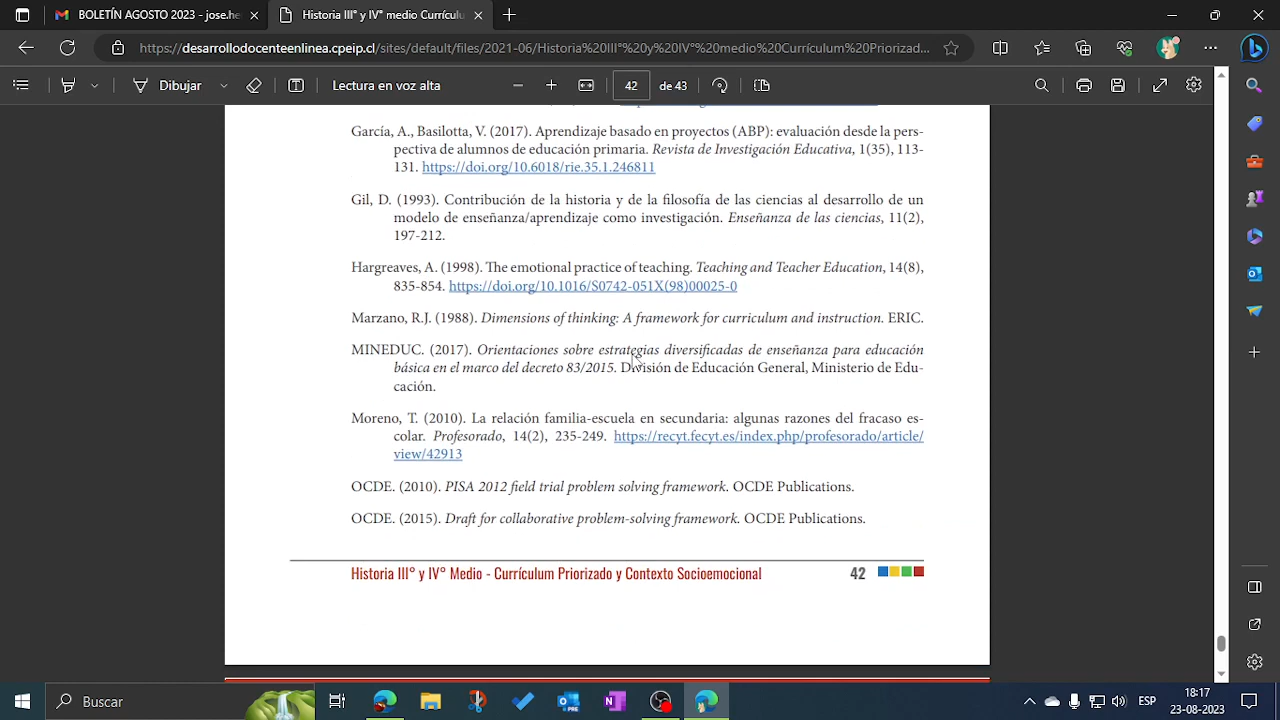 BOLETÍN AGOSTO 2023 - jose
Historia III° y IV° Medio Currículu
https://desarrollodocentenlinea.cpeip.cl/sites/default/files/2021-06/Historia%20III°%20y%20IV°%20Medio%20Currículum%20Priorizad...
Dibujar
Lectura en voz alta
42
de 43
García, A., Basilotta, V. (2017). Aprendizaje basado en proyectos (ABP): evaluación desde la pers-
pectiva de alumnos de educación primaria. Revista de Investigación Educativa, 1(35), 113-
131. https://doi.org/10.6018/rie.35.1.246811
Gil, D. (1993). Contribución de la historia y de la filosofía de las ciencias al desarrollo de un
modelo de enseñanza/aprendizaje como investigación. Enseñanza de las ciencias, 11(2),
197-212.
Hargreaves, A. (1998). The emotional practice of teaching. Teaching and Teacher Education, 14(8),
835-854. https://doi.org/10.1016/S0742-051X(98)00025-0
Marzano, R.J. (1988). Dimensions of thinking: A framework for curriculum and instruction. ERIC.
MINEDUC. (2017). Orientaciones sobre estrategias diversificadas de enseñanza para educación
básica en el marco del decreto 83/2015. División de Educación General, Ministerio de Edu-
cación.
Moreno, T. (2010). La relación familia-escuela en secundaria: algunas razones del fracaso es-
colar. Profesorado, 14(2), 235-249. https://recyt.fecyt.es/index.php/profesorado/article/
view/42913
OCDE. (2010). PISA 2012 field trial problem solving framework. OCDE Publications.
OCDE. (2015). Draft for collaborative problem-solving framework. OCDE Publications.
Historia III° y IV° Medio - Currículum Priorizado y Contexto Socioemocional
42
Buscar
ESP
18:17
23-08-2023